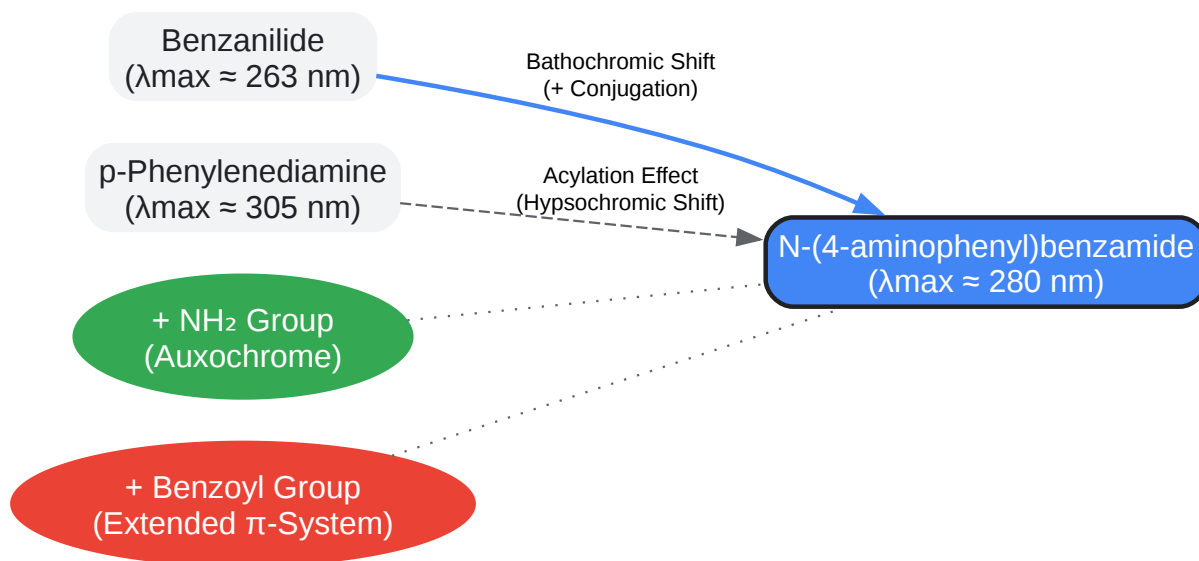 Benzanilide
(λmax ≈ 263 nm)
Bathochromic Shift
(+ Conjugation)
p-Phenylenediamine
(λmax ≈ 305 nm)
Acylation Effect
(Hypsochromic Shift)
N-(4-aminophenyl)benzamide
(λmax ≈ 280 nm)
+ NH₂ Group
(Auxochrome)
+ Benzoyl Group
(Extended π-System)